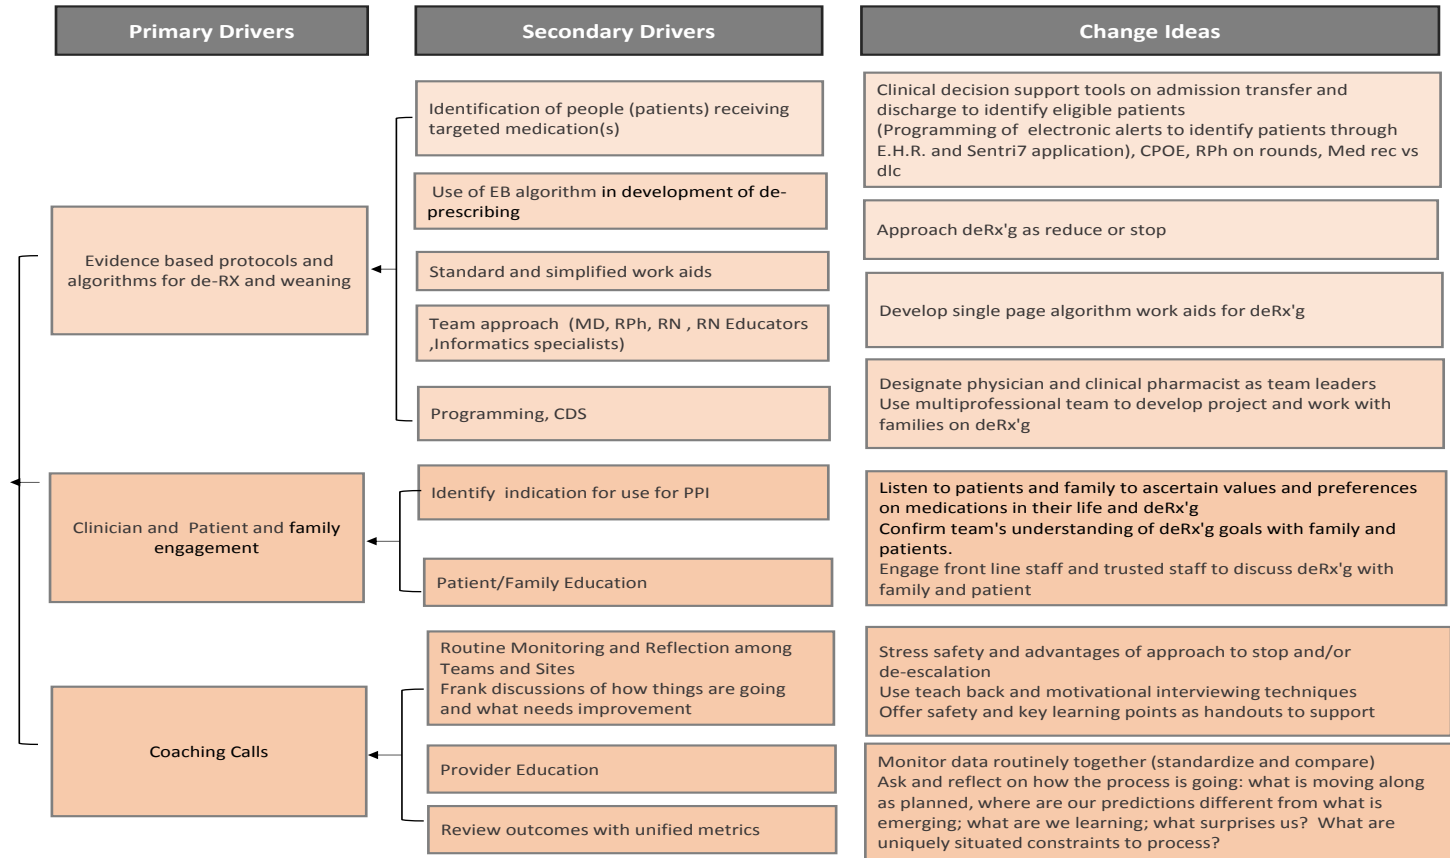 Primary Drivers
Secondary Drivers
Change Ideas
Evidence based protocols and
algorithms for de-RX and weaning
Clinician and  Patient and family
engagement
Coaching Calls
Identification of people (patients) receiving
targeted medication(s)
Use of EB algorithm in development of de-
prescribing
Standard and simplified work aids
Team approach  (MD, RPh, RN , RN Educators
,Informatics specialists)
Programming, CDS
Identify  indication for use for PPI
Patient/Family Education
Routine Monitoring and Reflection among
Teams and Sites
Frank discussions of how things are going
and what needs improvement
Provider Education
Review outcomes with unified metrics
Clinical decision support tools on admission transfer and
discharge to identify eligible patients
(Programming of  electronic alerts to identify patients through
E.H.R. and Sentri7 application), CPOE, RPh on rounds, Med rec vs
dlc
Approach deRx'g as reduce or stop
Develop single page algorithm work aids for deRx'g
Designate physician and clinical pharmacist as team leaders
Use multiprofessional team to develop project and work with
families on deRx'g
Listen to patients and family to ascertain values and preferences
on medications in their life and deRx'g
Confirm team's understanding of deRx'g goals with family and
patients.
Engage front line staff and trusted staff to discuss deRx'g with
family and patient
Stress safety and advantages of approach to stop and/or
de-escalation
Use teach back and motivational interviewing techniques
Offer safety and key learning points as handouts to support
Monitor data routinely together (standardize and compare)
Ask and reflect on how the process is going: what is moving along
as planned, where are our predictions different from what is
emerging; what are we learning; what surprises us?  What are
uniquely situated constraints to process?